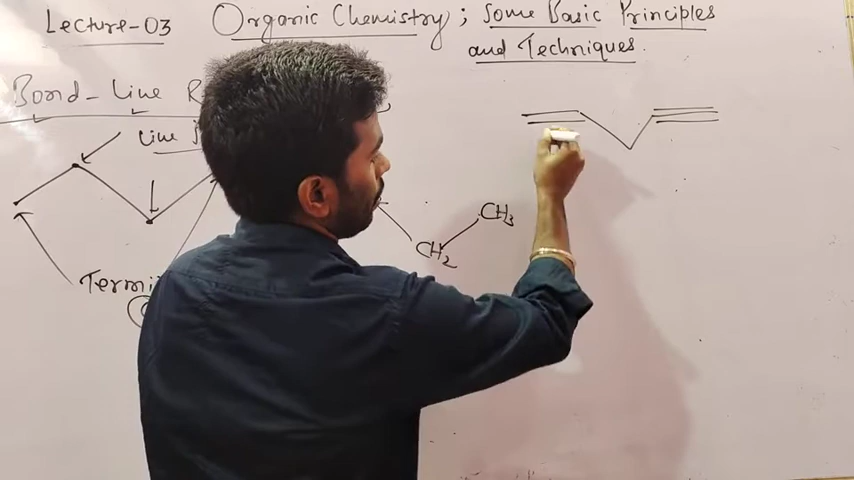 Lecture-03 Organic Chemistry; Some Basic Principles
and Techniques.
Bond-Line R
Line
CH3
CH2
Termi